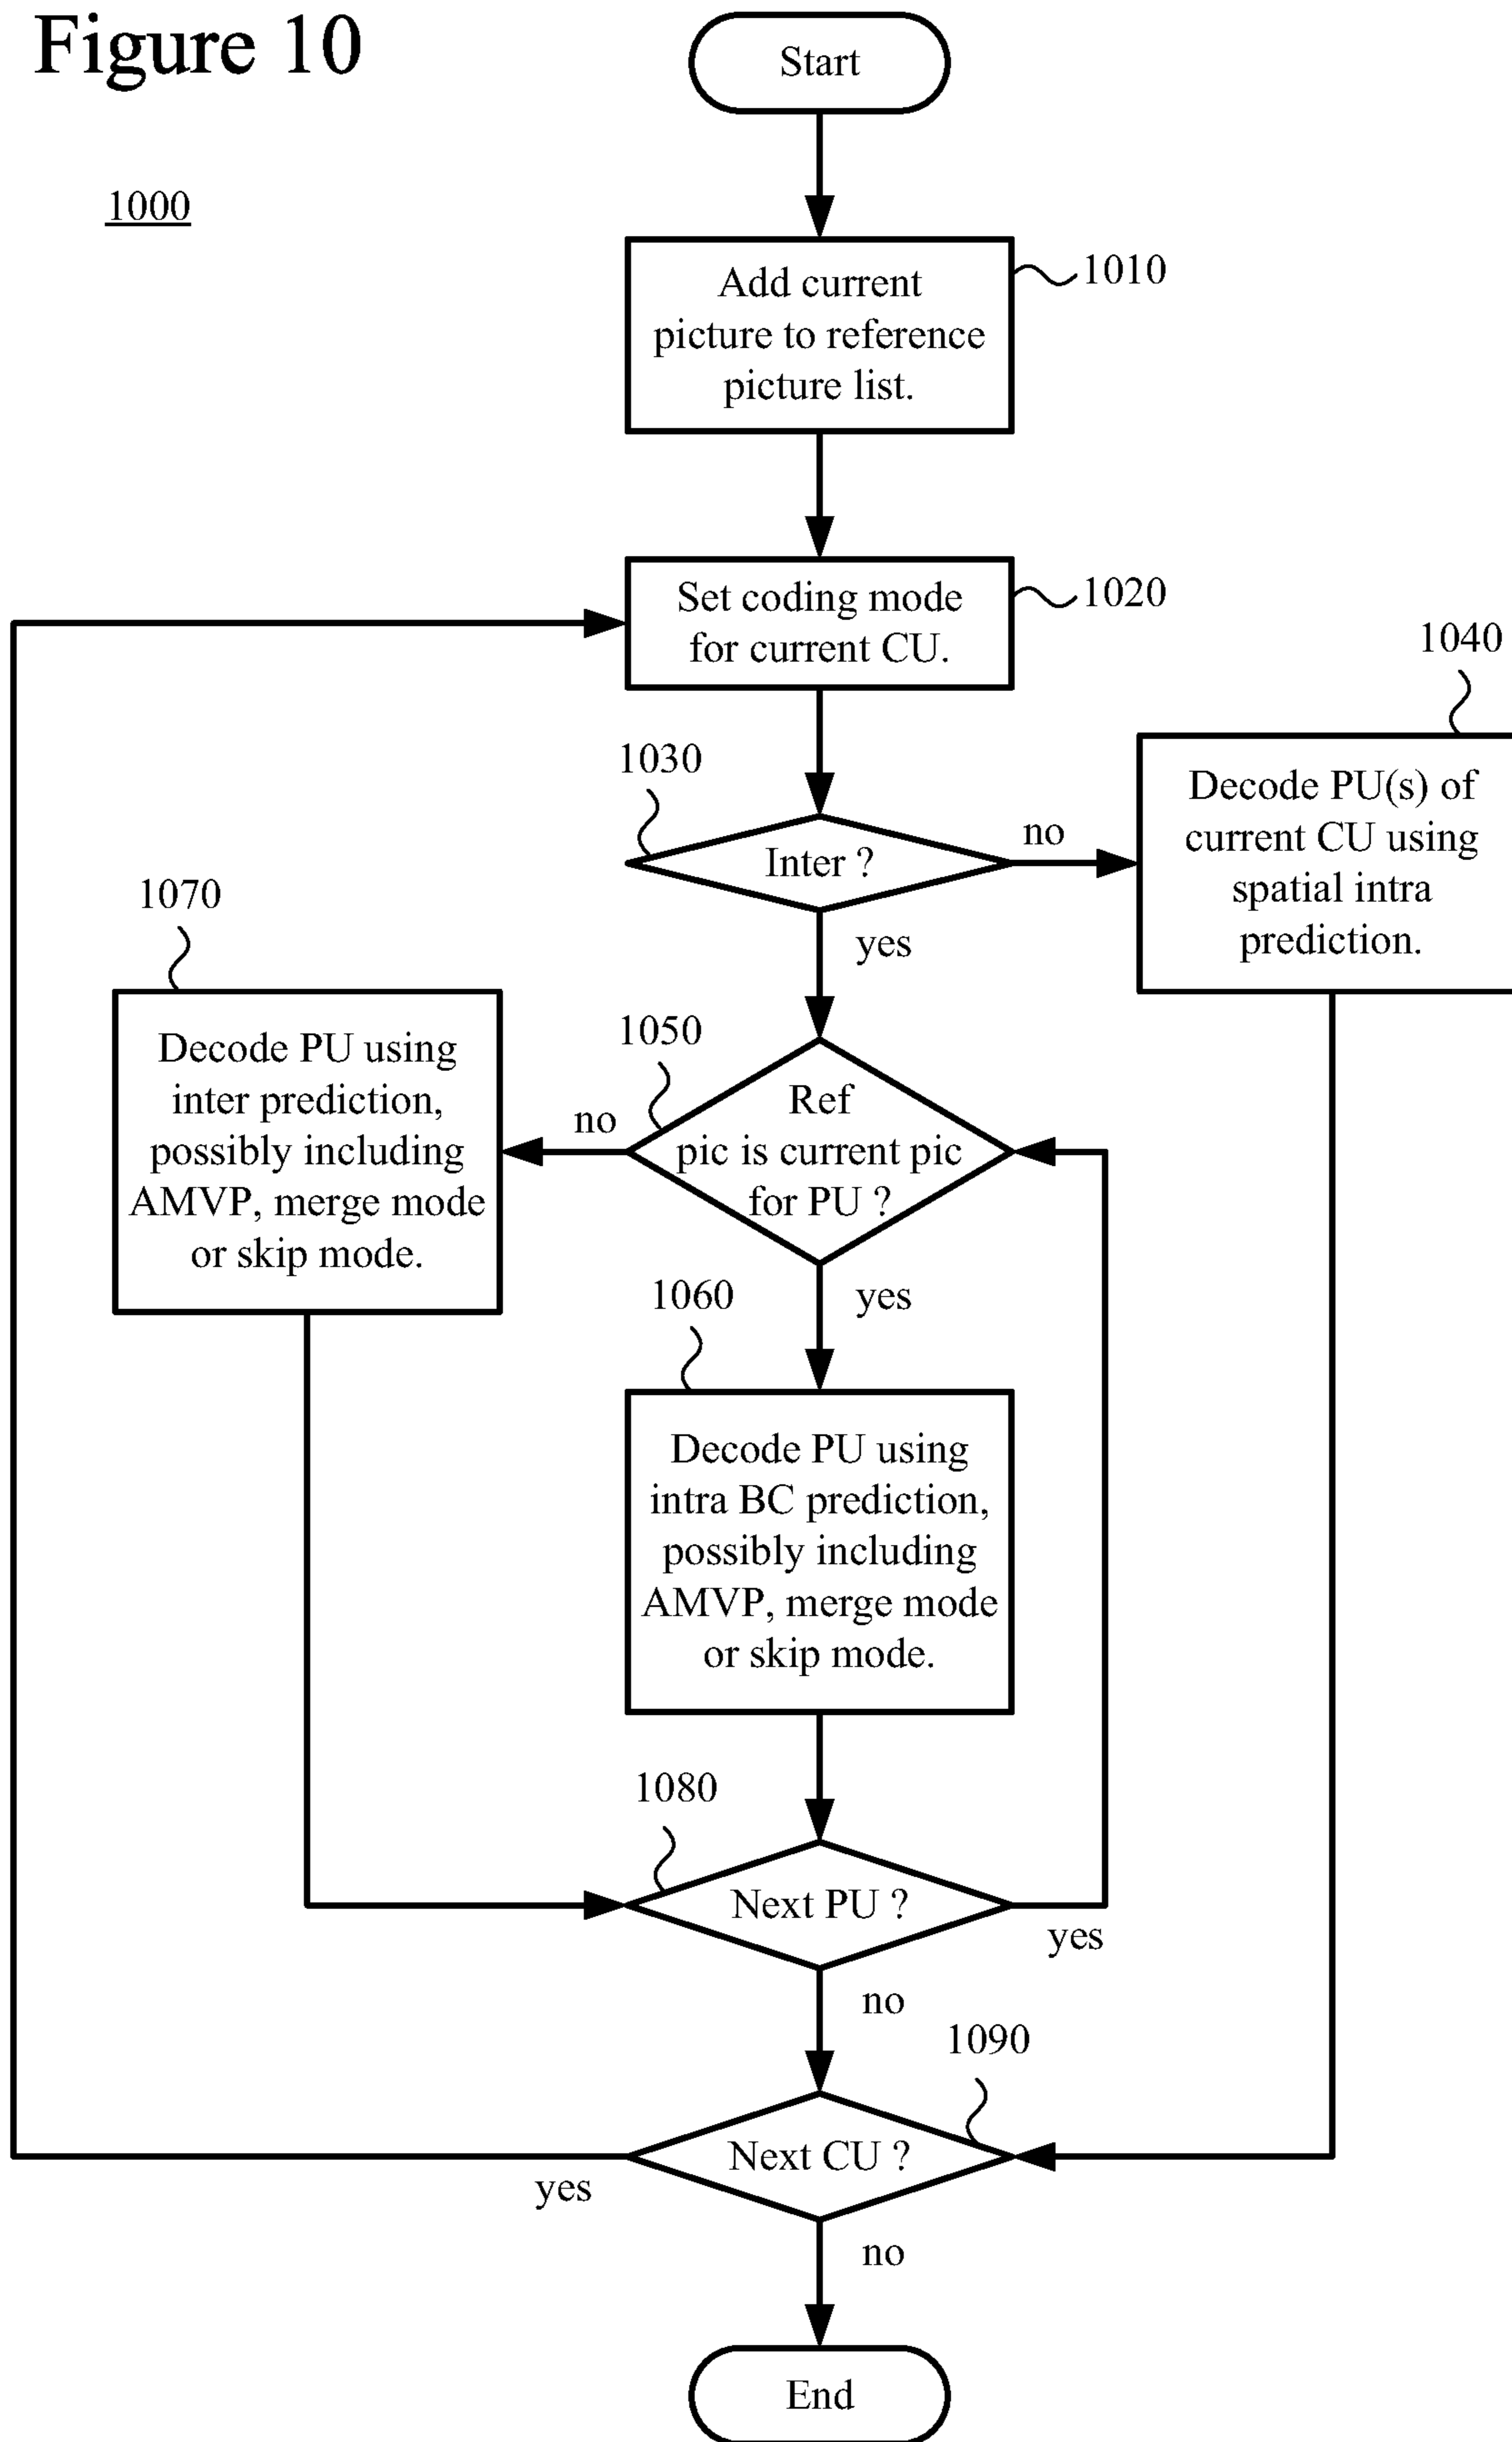 Figure 10
Start
1000
Add current
picture to reference
picture list.
1010
Set coding mode
for current CU.
1020
1040
1030
Inter ?
no
Decode PU(s) of
current CU using
spatial intra
prediction.
yes
1070
Decode PU using
inter prediction,
possibly including
AMVP, merge mode
or skip mode.
1050
no
Ref
pic is current pic
for PU ?
yes
1060
Decode PU using
intra BC prediction,
possibly including
AMVP, merge mode
or skip mode.
1080
Next PU ?
yes
no
1090
Next CU ?
yes
no
End